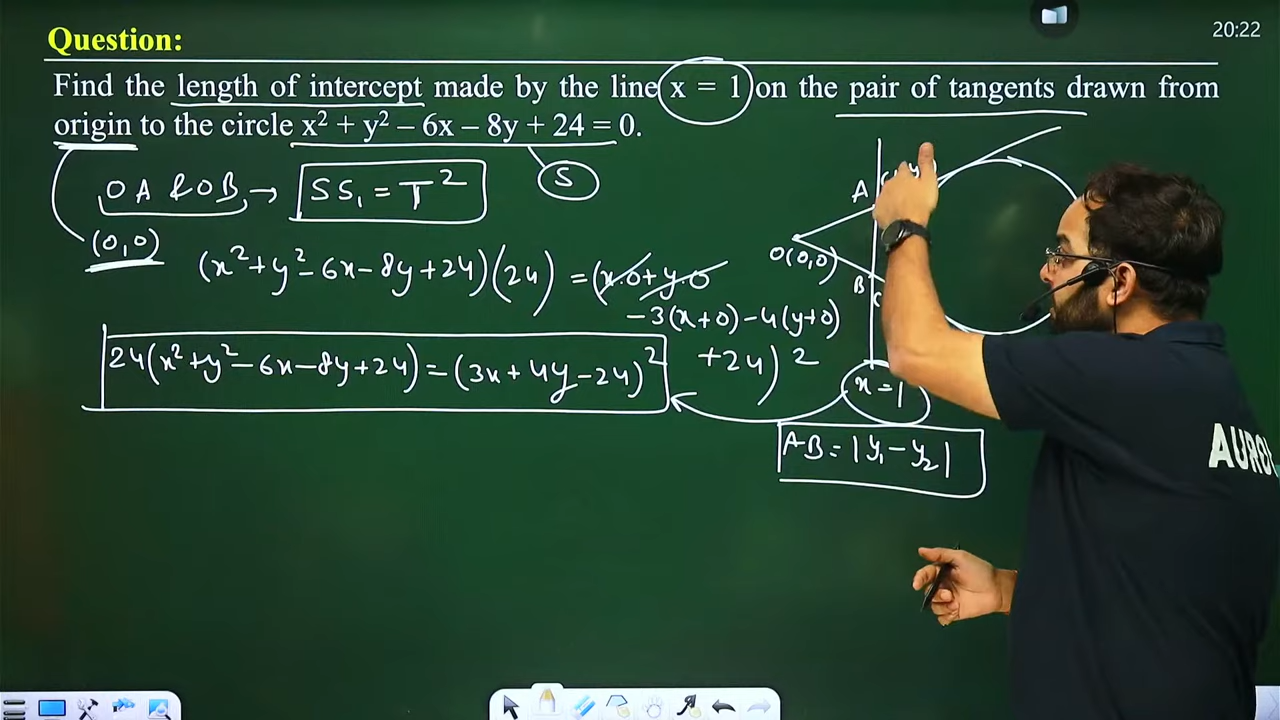 20:22
Question:
Find the length of intercept made by the line x = 1 on the pair of tangents drawn from
origin to the circle x² + y² – 6x – 8y + 24 = 0.
S
OA & OB → SS₁ = T²
(0,0)
A
O(0,0)
B
(x²+y²-6x-8y+24)(24) = (x.0+y.0
-3(x+0)-4(y+0)
+24)²
24(x²+y²-6x-8y+24) = (3x+4y-24)²
x=1
AB = |y₁-y₂|